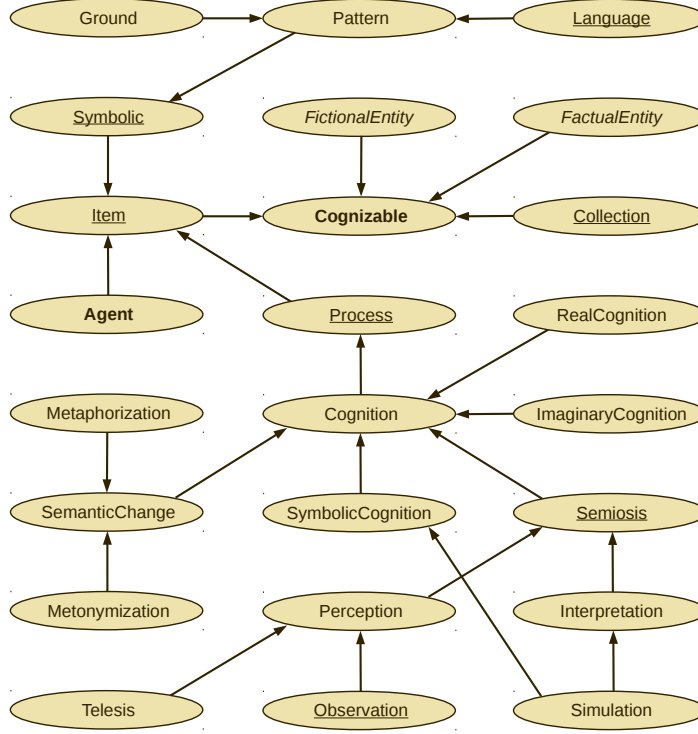 Ground
Pattern
Language
Symbolic
FictionalEntity
FactualEntity
Item
Cognizable
Collection
Agent
Process
RealCognition
Metaphorization
Cognition
ImaginaryCognition
SemanticChange
SymbolicCognition
Semiosis
Metonymization
Perception
Interpretation
Telesis
Observation
Simulation